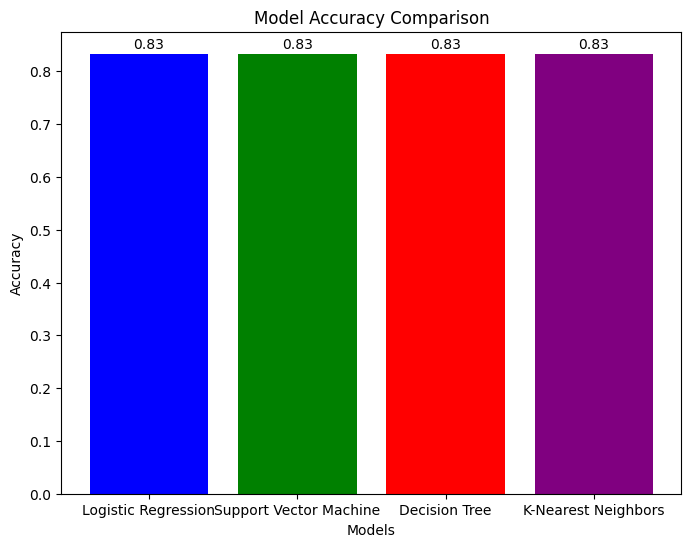 Model Accuracy Comparison
0.83 0.83 0.83 0.83
0.8
0.7
0.6
0.5
0.4
0.3
0.2
0.1
0.0
Accuracy
Logistic Regression Support Vector Machine Decision Tree K-Nearest Neighbors
Models